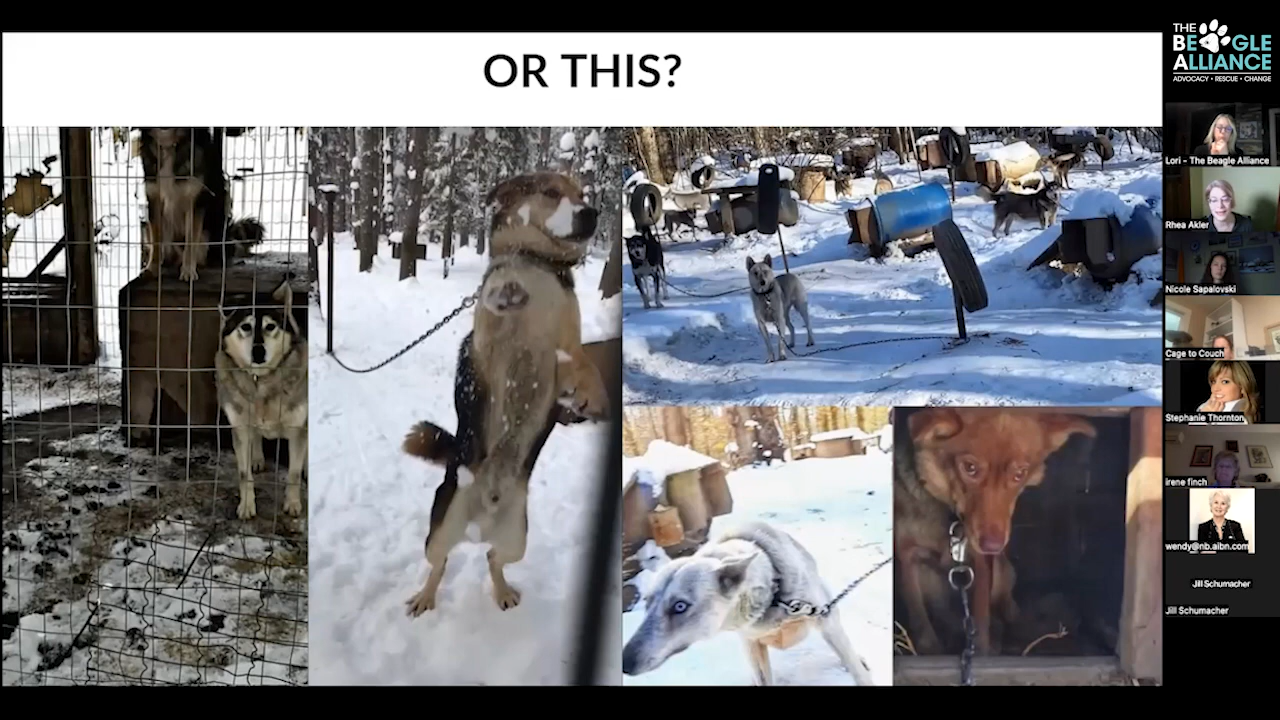 OR THIS?
THE
BEAGLE
ALLIANCE
ADVOCACY • RESCUE • CHANGE
Lori - The Beagle Alliance
Rhea Akler
Nicole Sapalovski
Cage to Couch
Stephanie Thornton
irene finch
wendy@nb.aibn.com
Jill Schumacher
Jill Schumacher